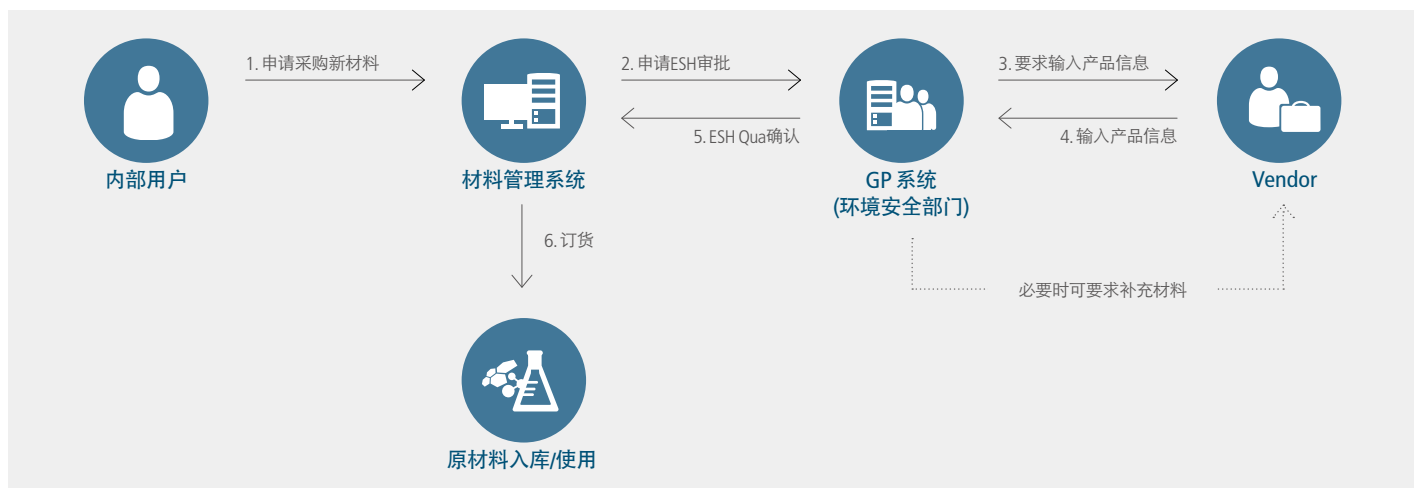 1. 申请采购新材料
2. 申请ESH审批
3. 要求输入产品信息
5. ESH Qua确认
4. 输入产品信息
内部用户
材料管理系统
GP 系统
(环境安全部门)
Vendor
6. 订货
必要时可要求补充材料
原材料入库/使用